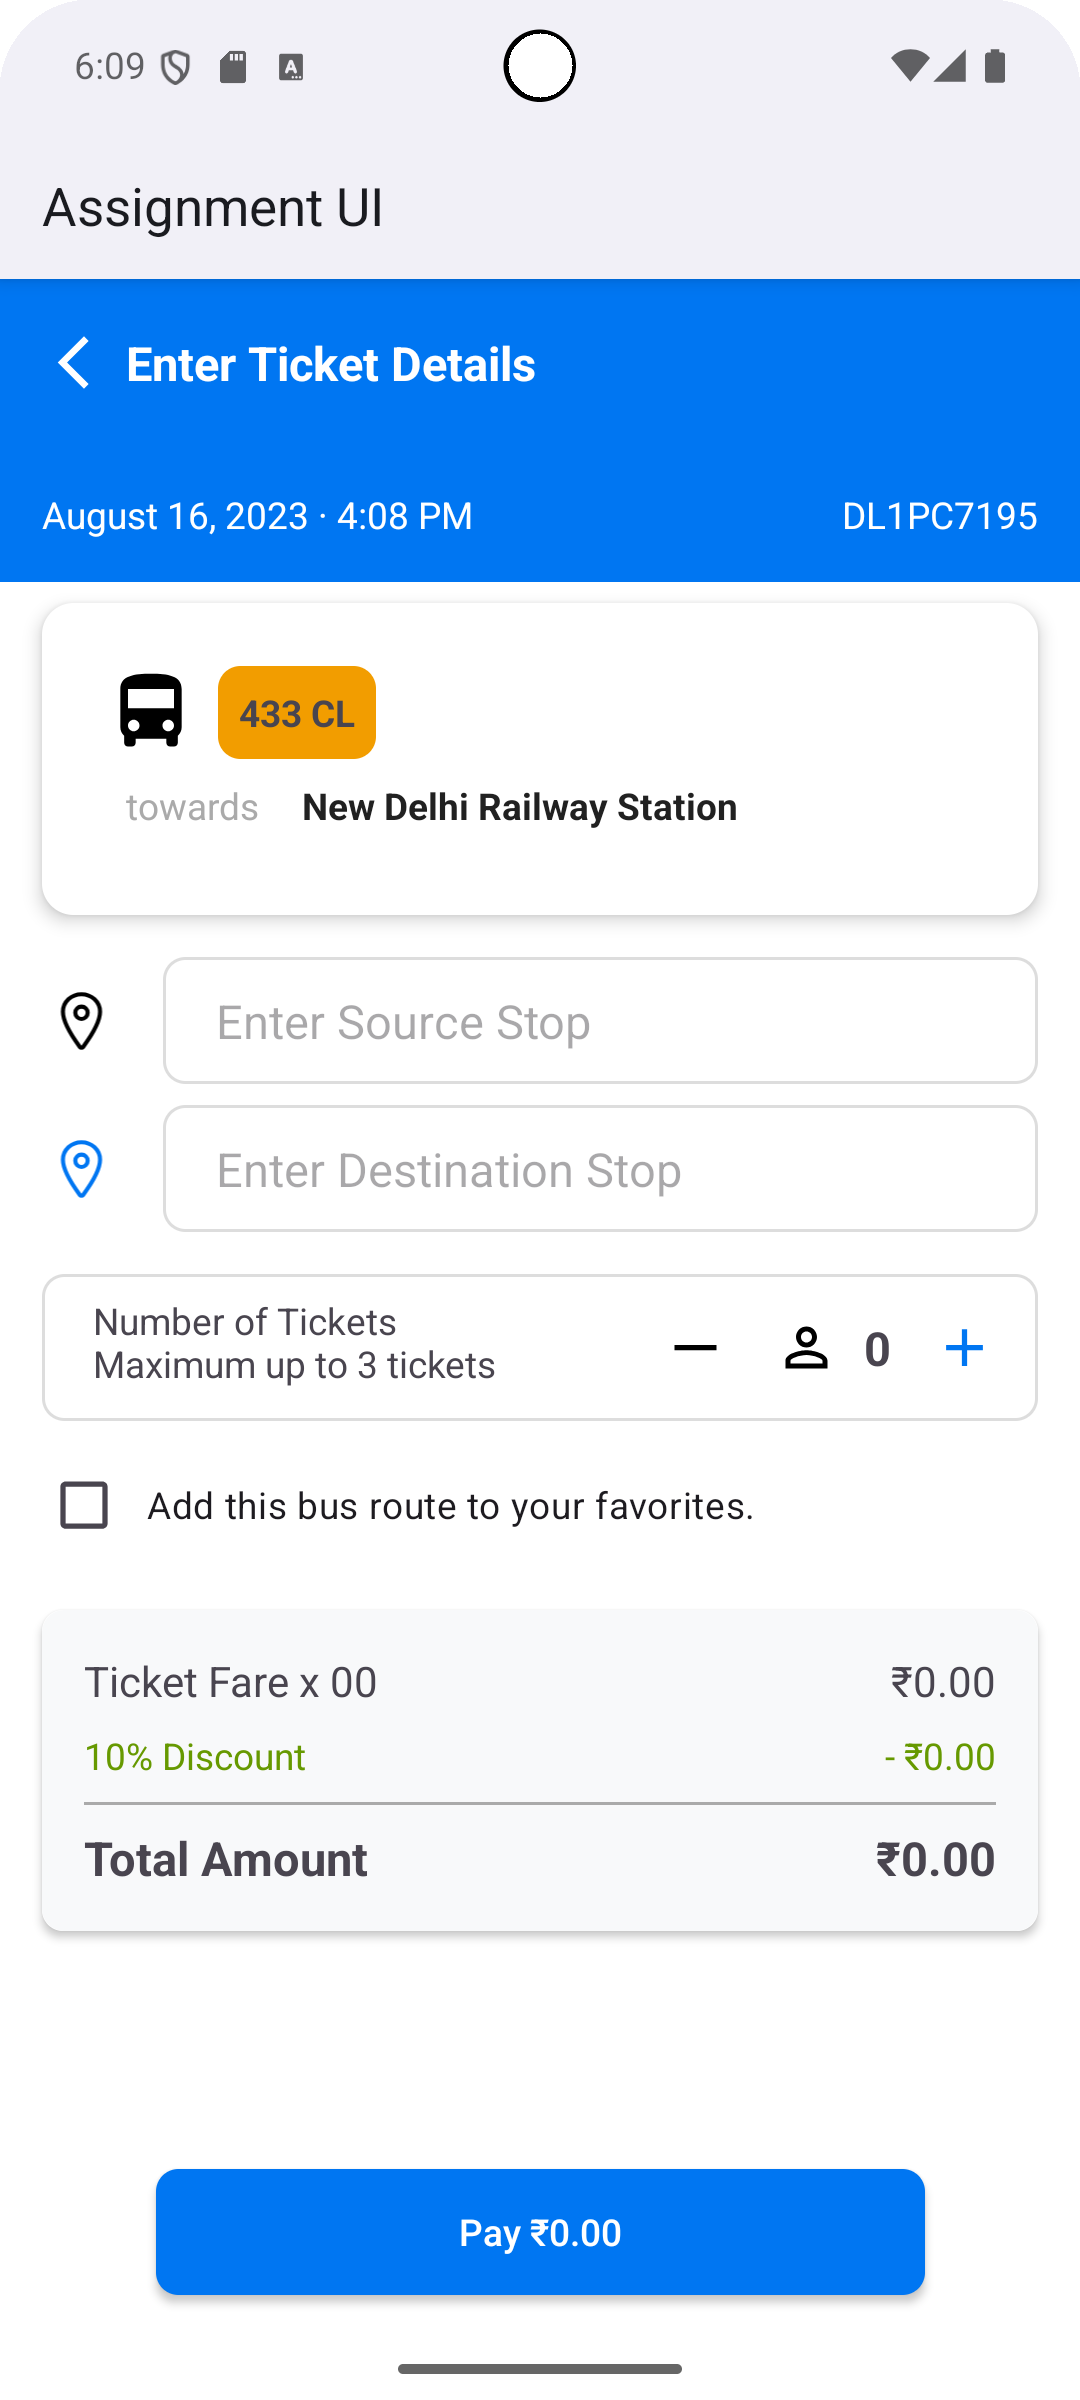 6:09
Assignment UI
Enter Ticket Details
August 16, 2023 · 4:08 PM
DL1PC7195
433 CL
towards New Delhi Railway Station
Enter Source Stop
Enter Destination Stop
Number of Tickets
Maximum up to 3 tickets
0
Add this bus route to your favorites.
Ticket Fare x 00 ₹0.00
10% Discount - ₹0.00
Total Amount ₹0.00
Pay ₹0.00